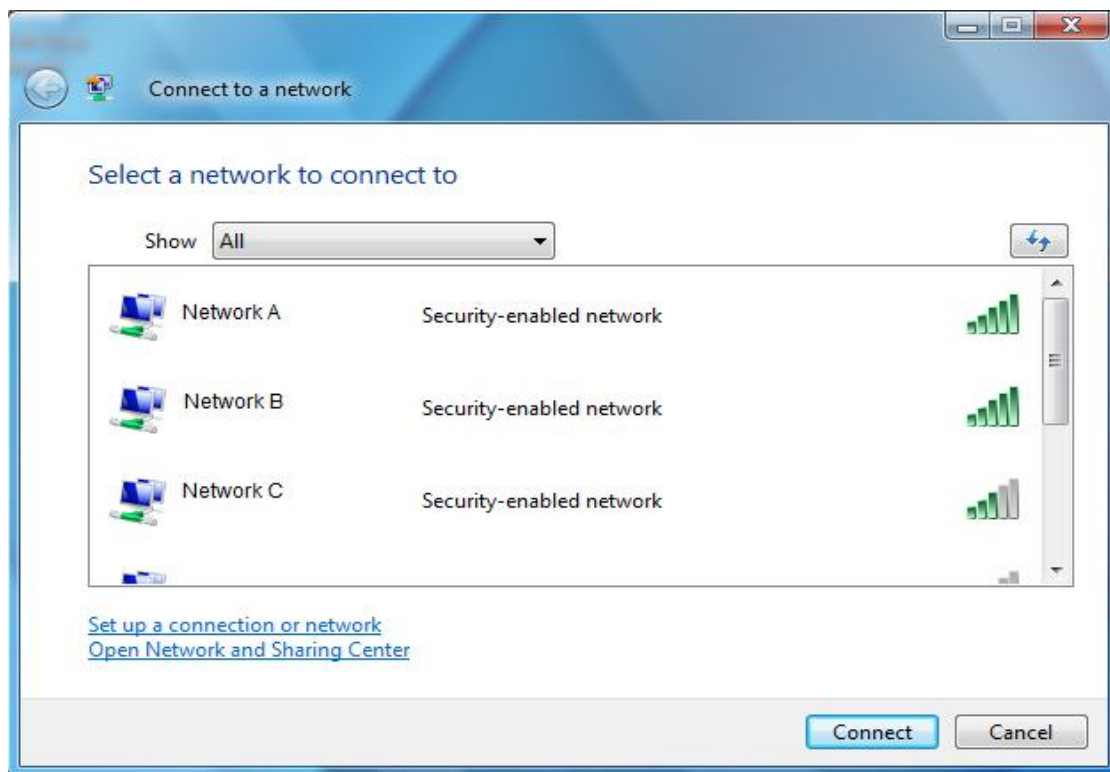 Connect to a network
Select a network to connect to
Show All
Network A Security-enabled network
Network B Security-enabled network
Network C Security-enabled network
Set up a connection or network
Open Network and Sharing Center
Connect Cancel